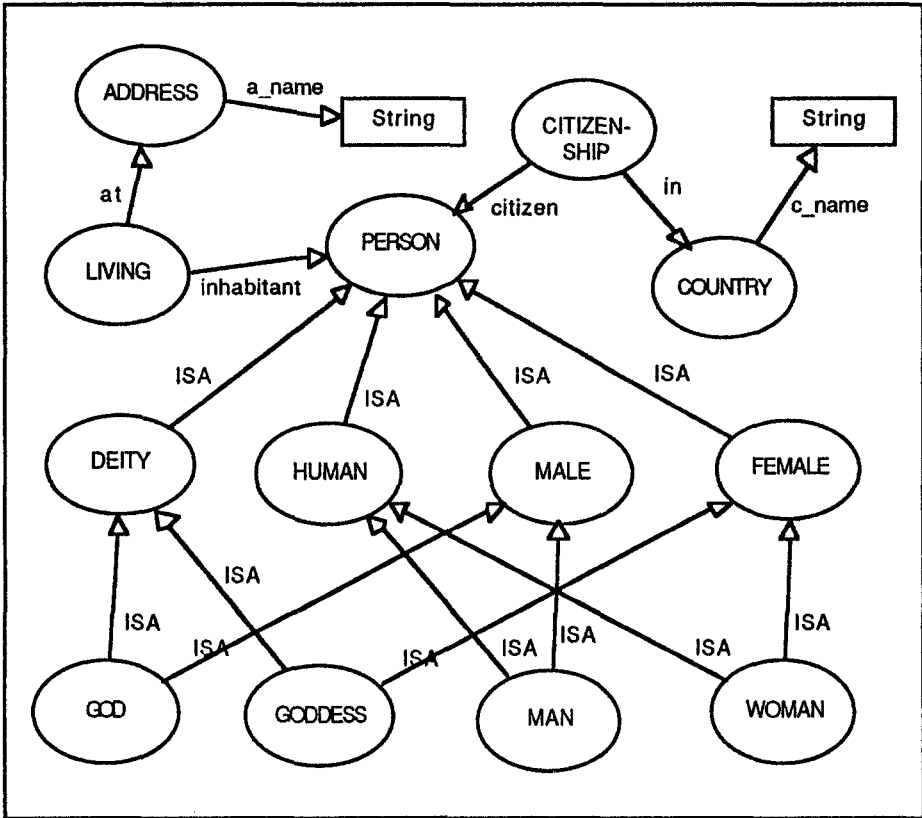 ADDRESS
a_name
String
CITIZEN-
SHIP
String
at
citizen
in
c_name
PERSON
LIVING
inhabitant
COUNTRY
ISA
ISA
ISA
ISA
DEITY
HUMAN
MALE
FEMALE
ISA
ISA
ISA
ISA
ISA
ISA
ISA
ISA
GOD
GODDESS
MAN
WOMAN